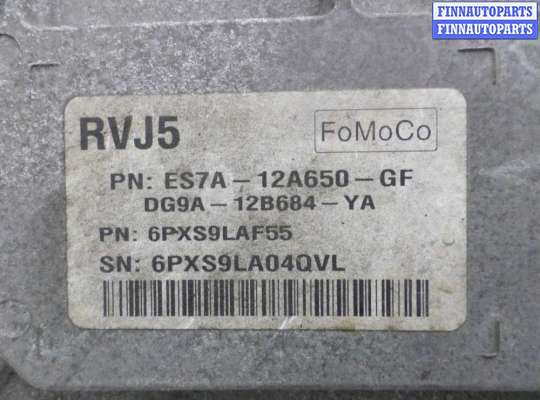 FINNAUTOPARTS
FINNAUTOPARTS
RVJ5
FoMoCo
PN: ES7A-12A650-GF
DG9A-12B684-YA
PN: 6PXS9LAF55
SN: 6PXS9LA04QVL